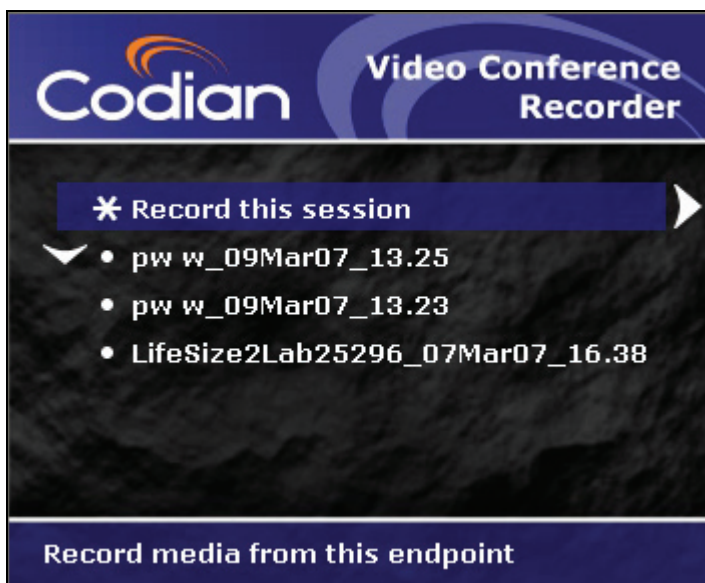 Codian
Video Conference
Recorder
* Record this session
• pw w_09Mar07_13.25
• pw w_09Mar07_13.23
• LifeSize2Lab25296_07Mar07_16.38
Record media from this endpoint